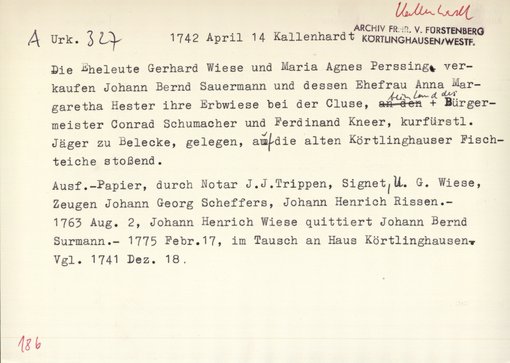 Kallenhardt
ARCHIV FRHR. V. FÜRSTENBERG
KÖRTLINGHAUSEN/WESTF.
A Urk. 327 1742 April 14 Kallenhardt
Die Eheleute Gerhard Wiese und Maria Agnes Perssing, ver-
kaufen Johann Bernd Sauermann und dessen Ehefrau Anna Mar-
garetha Hester ihre Erbwiese bei der Cluse, an den + Bürger-
meister Conrad Schumacher und Ferdinand Kneer, kurfürstl.
Jäger zu Belecke, gelegen, auf die alten Körtlinghauser Fisch-
teiche stoßend.
Ausf.-Papier, durch Notar J.J.Trippen, Signet, U. G. Wiese,
Zeugen Johann Georg Scheffers, Johann Henrich Rissen.-
1763 Aug. 2, Johann Henrich Wiese quittiert Johann Bernd
Surmann.- 1775 Febr.17, im Tausch an Haus Körtlinghausen.
Vgl. 1741 Dez. 18.
186